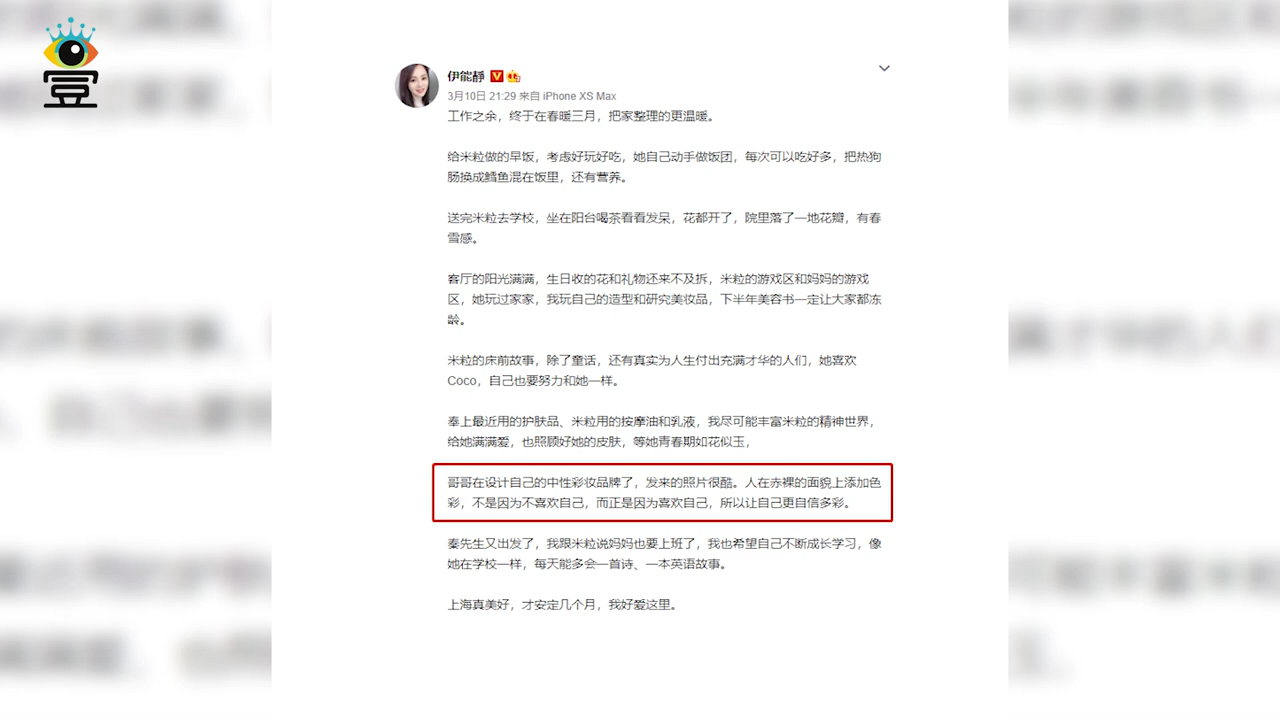 壹
伊能靜
3月10日 21:29 来自 iPhone XS Max
工作之余，终于在春暖三月，把家整理的更温暖。
给米粒做的早饭，考虑好玩好吃，她自己动手做饭团，每次可以吃好多，把热狗
肠换成鳕鱼混在饭里，还有营养。
送完米粒去学校，坐在阳台喝茶看看发呆，花都开了，院里落了一地花瓣，有春
雪感。
客厅的阳光满满，生日收的花和礼物还来不及拆，米粒的游戏区和妈妈的游戏
区，她玩过家家，我玩自己的造型和研究美妆品，下半年美容书一定让大家都冻
龄。
米粒的床前故事，除了童话，还有真实为人生付出充满才华的人们，她喜欢
Coco，自己也要努力和她一样。
奉上最近用的护肤品、米粒用的按摩油和乳液，我尽可能丰富米粒的精神世界，
给她满满爱，也照顾好她的皮肤，等她青春期如花似玉，
哥哥在设计自己的中性彩妆品牌了，发来的照片很酷。人在赤裸的面貌上添加色
彩，不是因为不喜欢自己，而正是因为喜欢自己，所以让自己更自信多彩。
秦先生又出发了，我跟米粒说妈妈也要上班了，我也希望自己不断成长学习，像
她在学校一样，每天能多会一首诗、一本英语故事。
上海真美好，才安定几个月，我好爱这里。